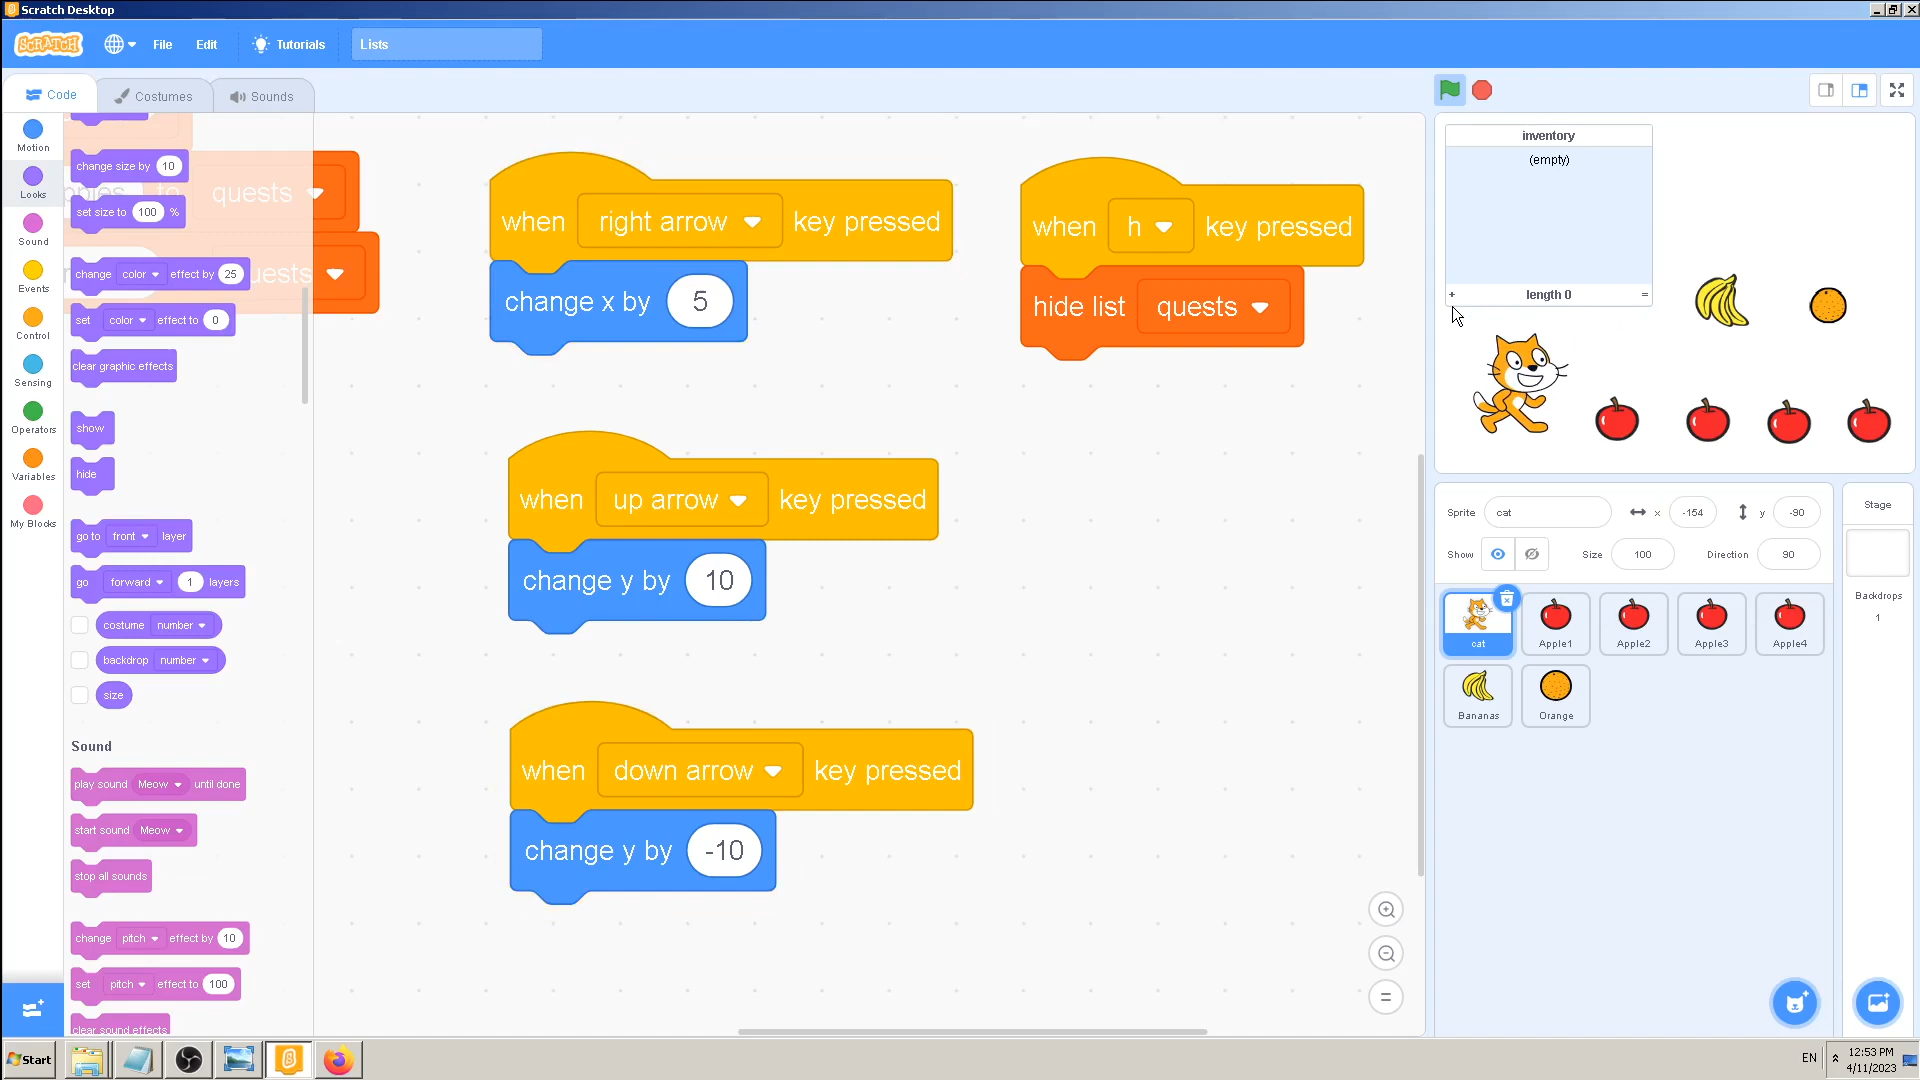 Scratch Desktop
SCRATCH
File
Edit
Tutorials
Lists
Code
Costumes
Sounds
Motion
Looks
Sound
Events
Control
Sensing
Operators
Variables
My Blocks
change size by 10
set size to 100 %
change color effect by 25
set color effect to 0
clear graphic effects
show
hide
go to front layer
go forward 1 layers
costume number
backdrop number
size
Sound
play sound Meow until done
start sound Meow
stop all sounds
change pitch effect by 10
set pitch effect to 100
clear sound effects
to quests
when right arrow key pressed
change x by 5
when up arrow key pressed
change y by 10
when down arrow key pressed
change y by -10
when h key pressed
hide list quests
inventory
(empty)
+ length 0 =
Sprite cat x -154 y -90
Show Size 100 Direction 90
cat
Apple1
Apple2
Apple3
Apple4
Bananas
Orange
Stage
Backdrops
1
Start
EN
12:53 PM
4/11/2023